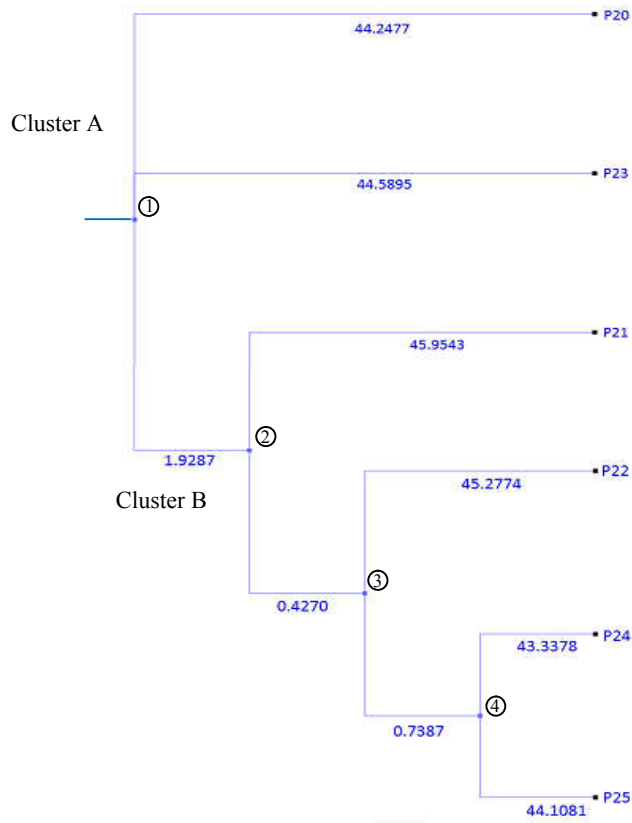 P20
44.2477
Cluster A
P23
44.5895
①
P21
45.9543
②
1.9287
P22
45.2774
Cluster B
③
0.4270
P24
43.3378
④
0.7387
P25
44.1081